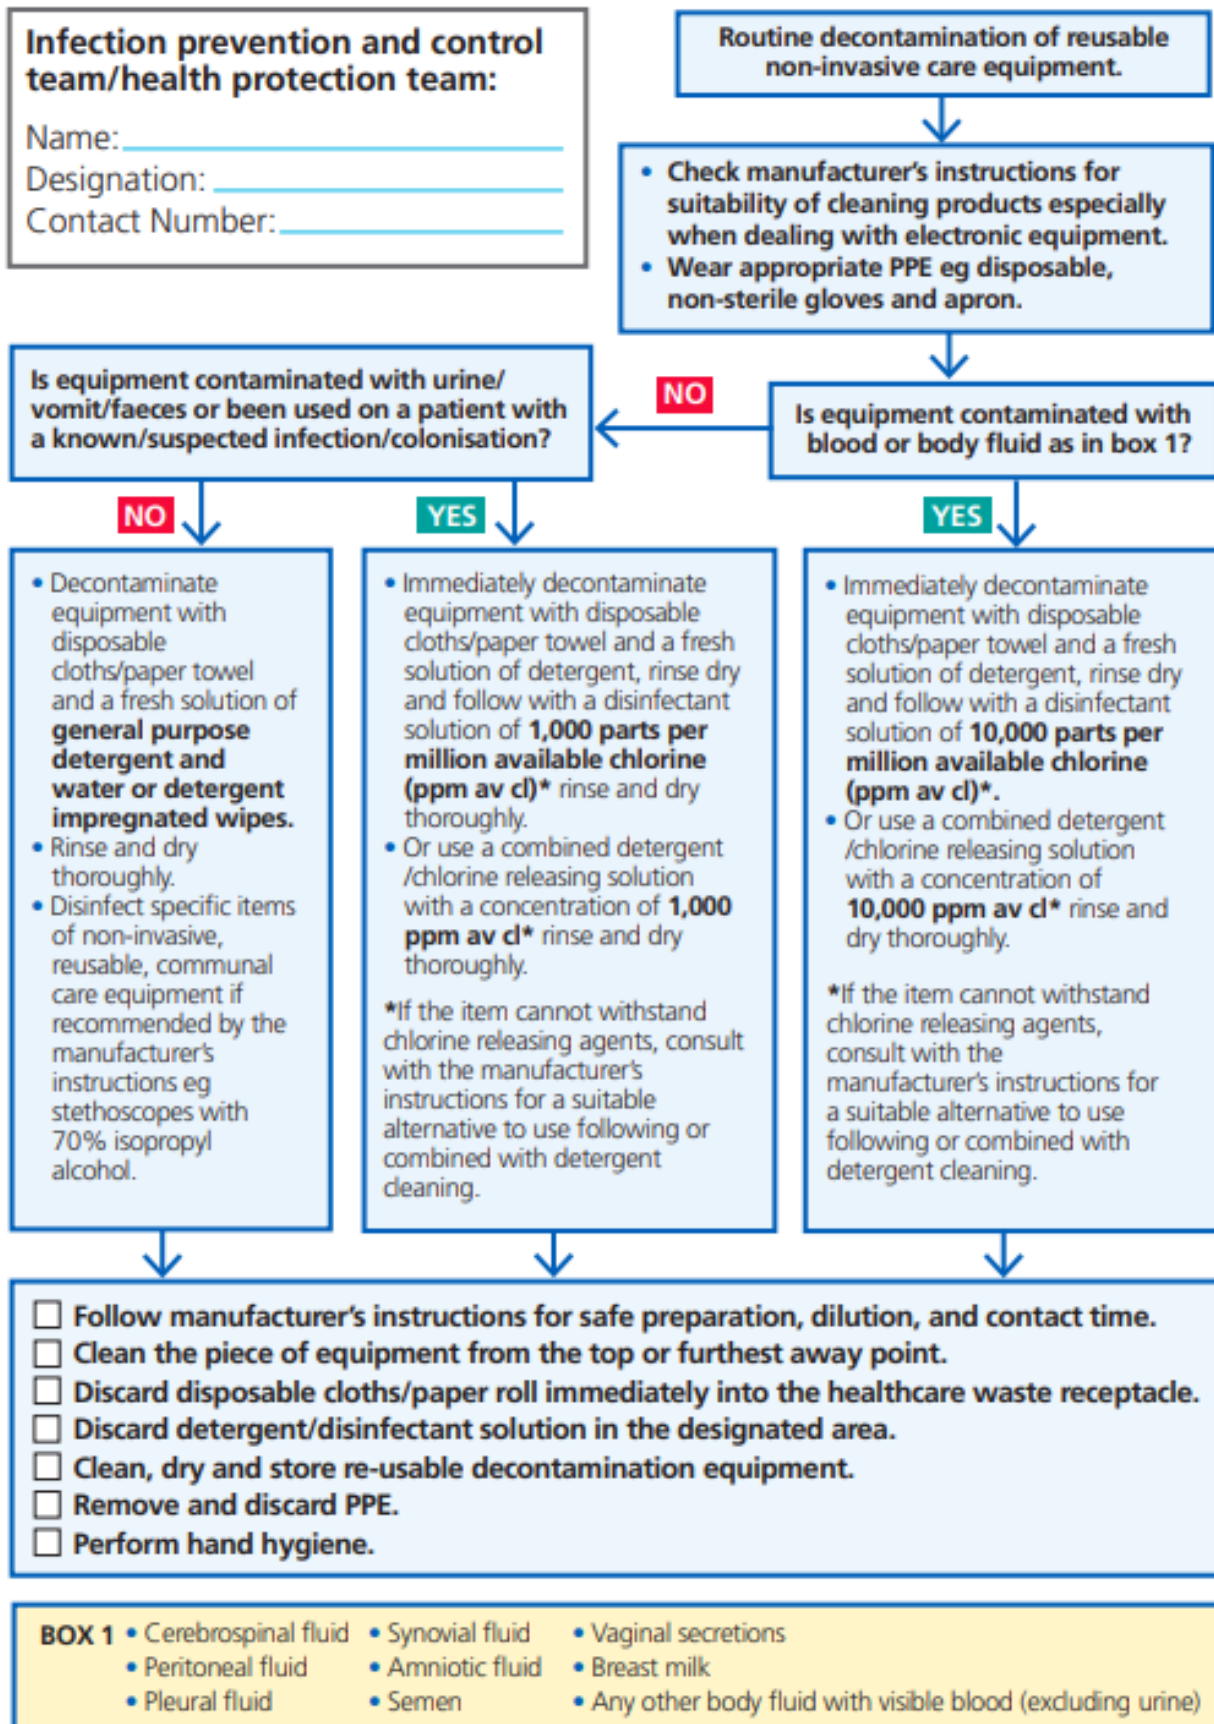 Infection prevention and control
team/health protection team:
Name:
Designation:
Contact Number:
Routine decontamination of reusable
non-invasive care equipment.
• Check manufacturer's instructions for
suitability of cleaning products especially
when dealing with electronic equipment.
• Wear appropriate PPE eg disposable,
non-sterile gloves and apron.
Is equipment contaminated with blood or body fluid as in box 1?
NO
Is equipment contaminated with urine/
vomit/faeces or been used on a patient with
a known/suspected infection/colonisation?
NO
• Decontaminate
equipment with
disposable
cloths/paper towel
and a fresh solution of
general purpose
detergent and
water or detergent
impregnated wipes.
• Rinse and dry
thoroughly.
• Disinfect specific items
of non-invasive,
reusable, communal
care equipment if
recommended by the
manufacturer's
instructions eg
stethoscopes with
70% isopropyl
alcohol.
YES
• Immediately decontaminate
equipment with disposable
cloths/paper towel and a fresh
solution of detergent, rinse dry
and follow with a disinfectant
solution of 1,000 parts per
million available chlorine
(ppm av cl)* rinse and dry
thoroughly.
• Or use a combined detergent
/chlorine releasing solution
with a concentration of 1,000
ppm av cl* rinse and dry
thoroughly.
*If the item cannot withstand
chlorine releasing agents, consult
with the manufacturer's
instructions for a suitable
alternative to use following or
combined with detergent
cleaning.
YES
• Immediately decontaminate
equipment with disposable
cloths/paper towel and a fresh
solution of detergent, rinse dry
and follow with a disinfectant
solution of 10,000 parts per
million available chlorine
(ppm av cl)*.
• Or use a combined detergent
/chlorine releasing solution
with a concentration of
10,000 ppm av cl* rinse and
dry thoroughly.
*If the item cannot withstand
chlorine releasing agents,
consult with the
manufacturer's instructions for
a suitable alternative to use
following or combined with
detergent cleaning.
Follow manufacturer's instructions for safe preparation, dilution, and contact time.
Clean the piece of equipment from the top or furthest away point.
Discard disposable cloths/paper roll immediately into the healthcare waste receptacle.
Discard detergent/disinfectant solution in the designated area.
Clean, dry and store re-usable decontamination equipment.
Remove and discard PPE.
Perform hand hygiene.
BOX 1 • Cerebrospinal fluid • Synovial fluid • Vaginal secretions
• Peritoneal fluid • Amniotic fluid • Breast milk
• Pleural fluid • Semen • Any other body fluid with visible blood (excluding urine)